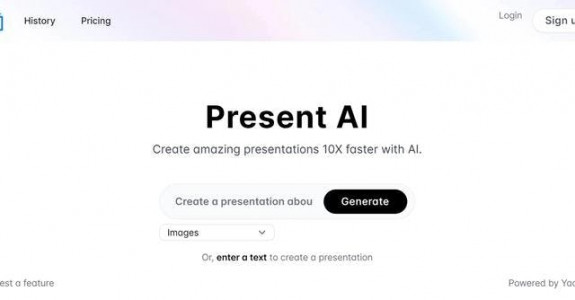 History Pricing Login Sign u
Present AI
Create amazing presentations 10X faster with AI.
Create a presentation abou Generate
Images
Or, enter a text to create a presentation
est a feature Powered by Yao